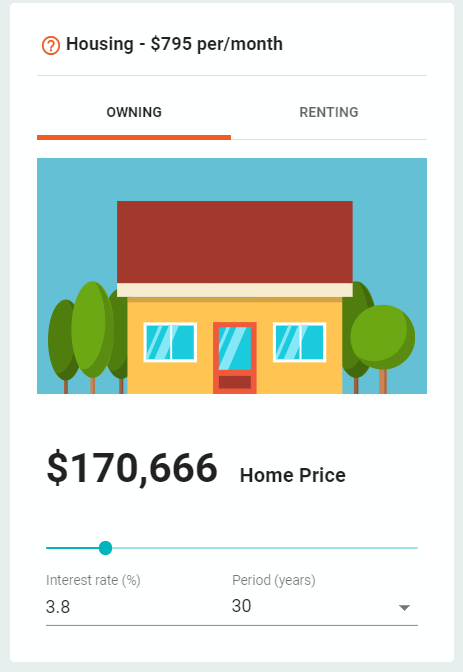 Housing - $795 per/month
OWNING RENTING
$170,666 Home Price
Interest rate (%) Period (years)
3.8 30